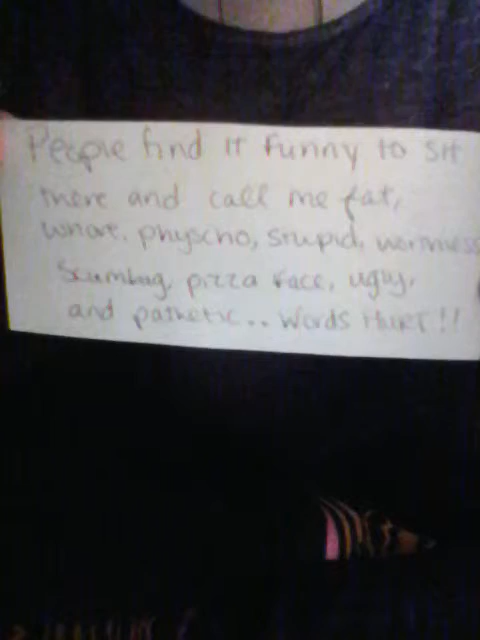 People find it funny to sit
there and call me fat,
whore, physcho, stupid, worthless
scumbag, pizza face, ugly,
and pathetic.. Words HURT!!